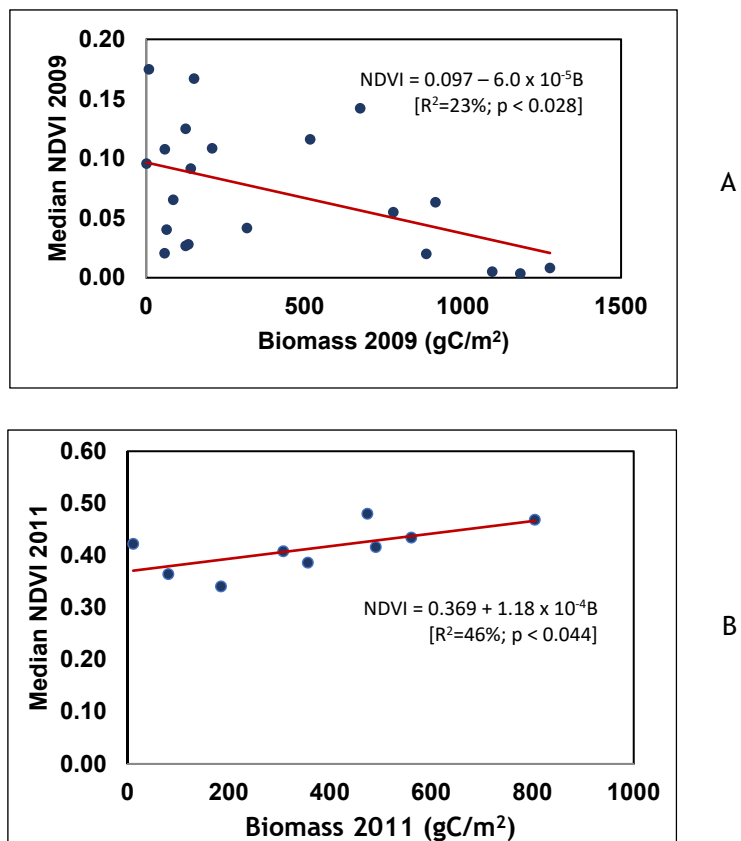 0.20
NDVI = 0.097 – 6.0 x 10⁻⁵B
[R²=23%; p < 0.028]
0.15
0.10
0.05
0.00
Median NDVI 2009
0 500 1000 1500
Biomass 2009 (gC/m²)
A
0.60
0.50
0.40
0.30
NDVI = 0.369 + 1.18 x 10⁻⁴B
[R²=46%; p < 0.044]
0.20
0.10
0.00
Median NDVI 2011
0 200 400 600 800 1000
Biomass 2011 (gC/m²)
B